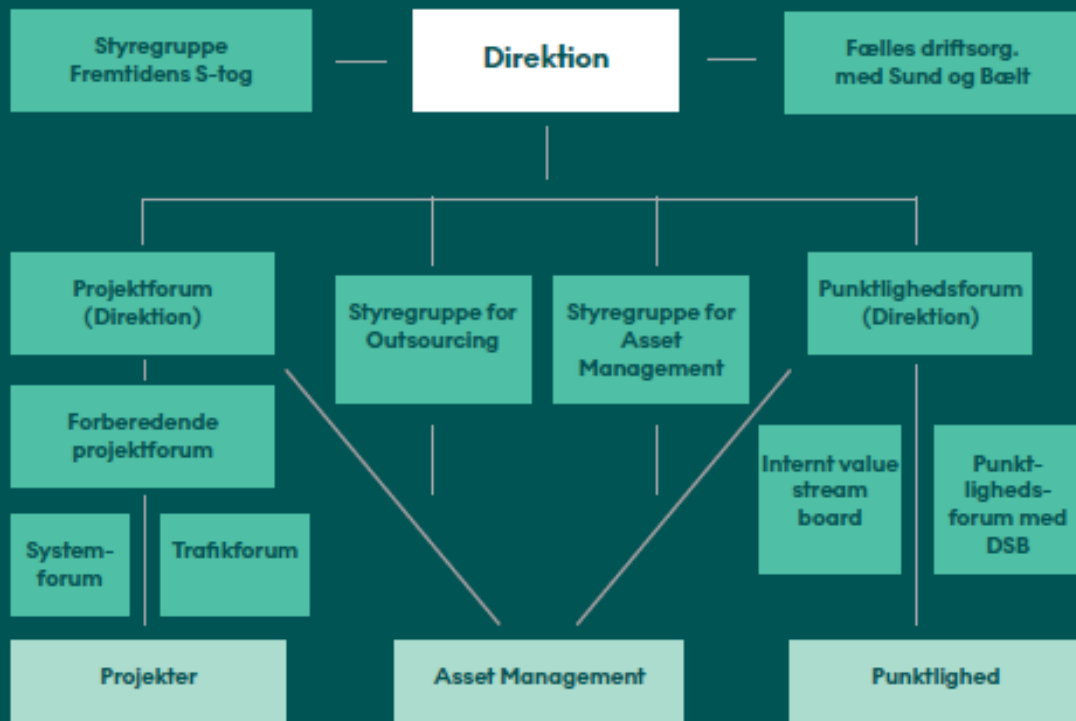 Styregruppe
Fremtidens S-tog
Direktion
Fælles driftsorg.
med Sund og Bælt
Projektforum
(Direktion)
Styregruppe for
Outsourcing
Styregruppe for
Asset
Management
Punktlighedsforum
(Direktion)
Forberedende
projektforum
Internt value
stream
board
Punkt-
ligheds-
forum med
DSB
System-
forum
Trafikforum
Projekter
Asset Management
Punktlighed